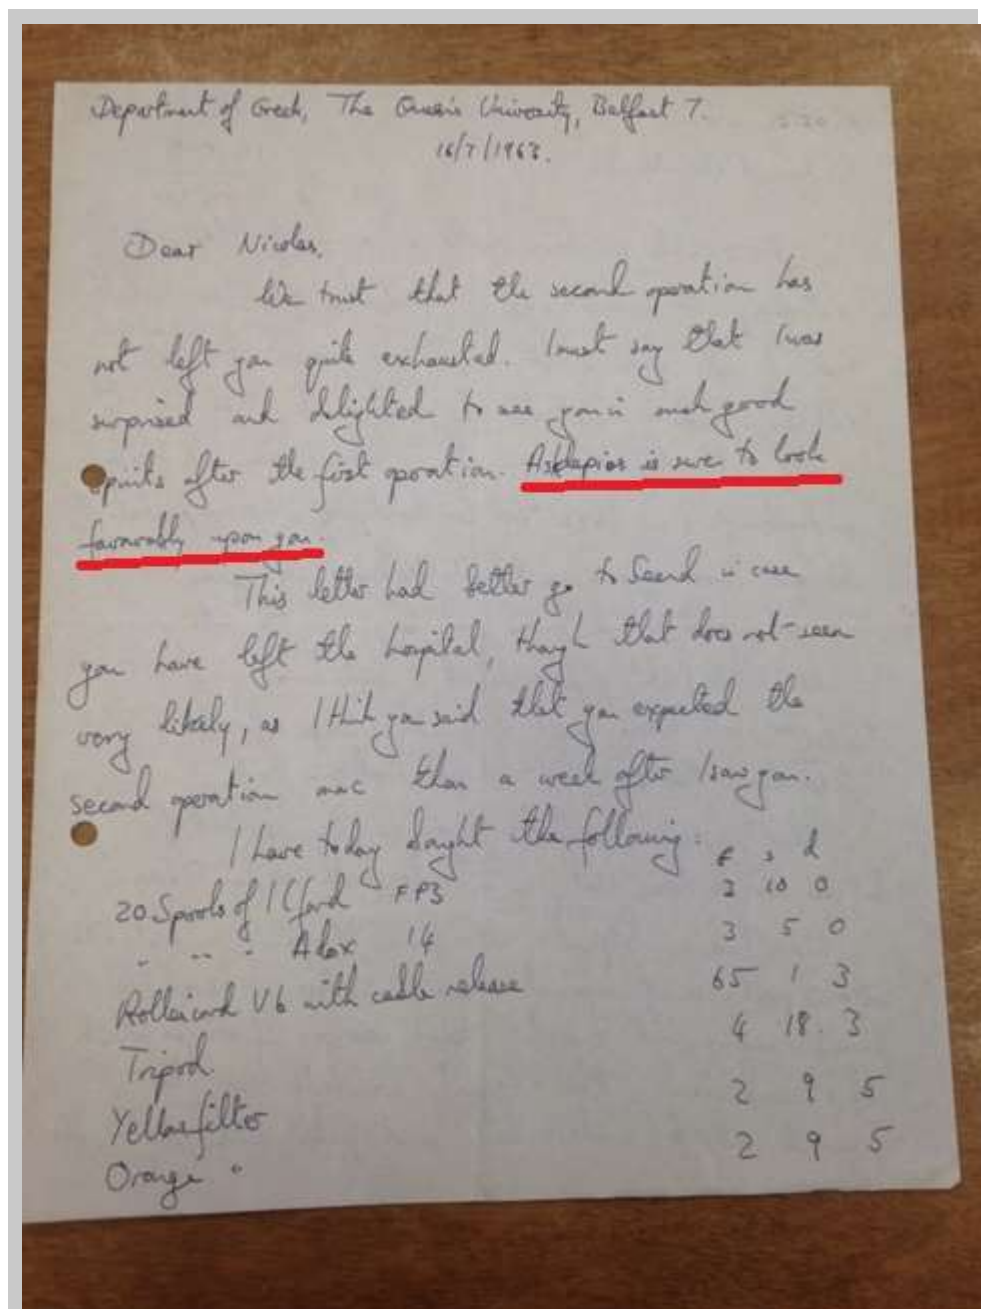 Department of Greek, The Queen's University, Belfast 7.
16/7/1963.
Dear Nicolas,
We trust that the second operation has
not left you quite exhausted. I must say that I was
surprised and delighted to see you in such good
spirits after the first operation. Asklepios is sure to look
favourably upon you.
This letter had better go to Seend in case
you have left the hospital, though that does not seem
very likely, as I think you said that you expected the
second operation more than a week after I saw you.
I have today bought the following:
£ s d
20 Spools of Ilford FP3 3 10 0
" " " Adox 14 3 5 0
Rolleicord Vb with cable release 65 1 3
Tripod 4 18 . 3
Yellow filter 2 9 5
Orange " 2 9 5